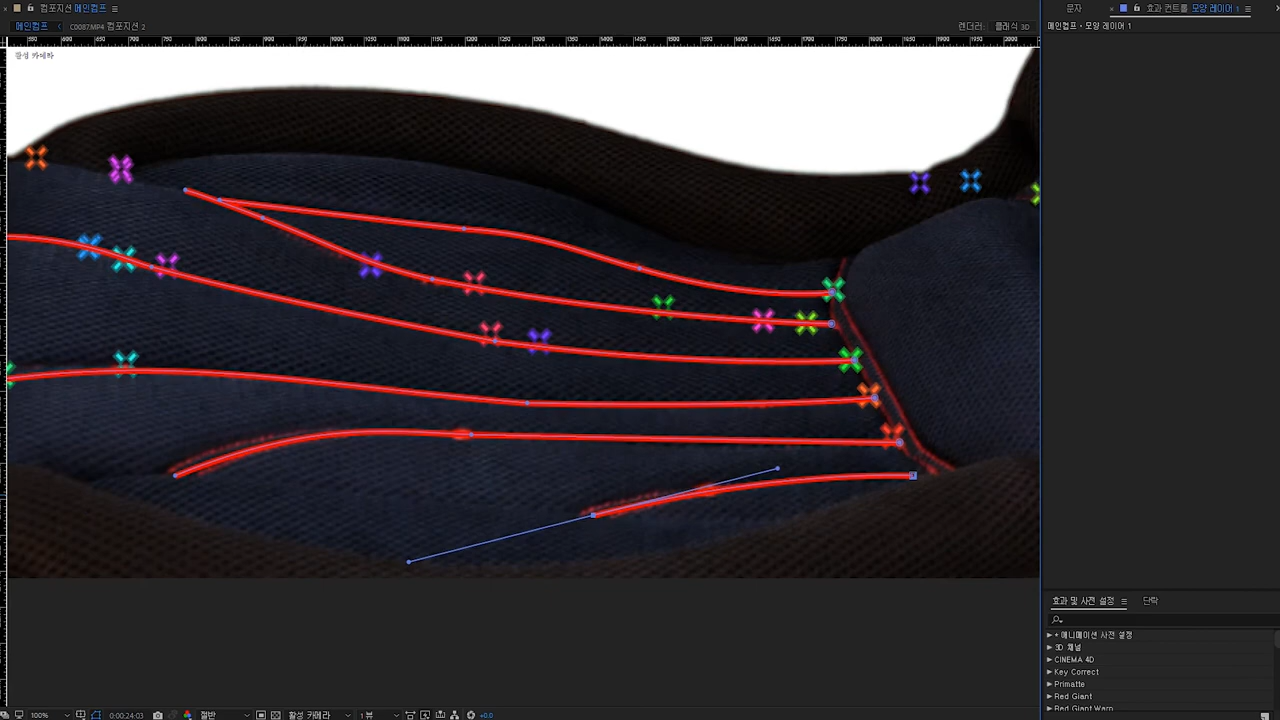 컴포지션 메인컴프
효과 컨트롤 모양 레이어 1
문자
메인컴프
C0087.MP4 컴포지션 2
렌더러: 클래식 3D
메인컴프 • 모양 레이어 1
활성 카메라
효과 및 사전 설정
단락
* 애니메이션 사전 설정
3D 채널
CINEMA 4D
Key Correct
Primatte
Red Giant
Red Giant Warp
100%
0:00:24:03
절반
활성 카메라
1 뷰
+0.0